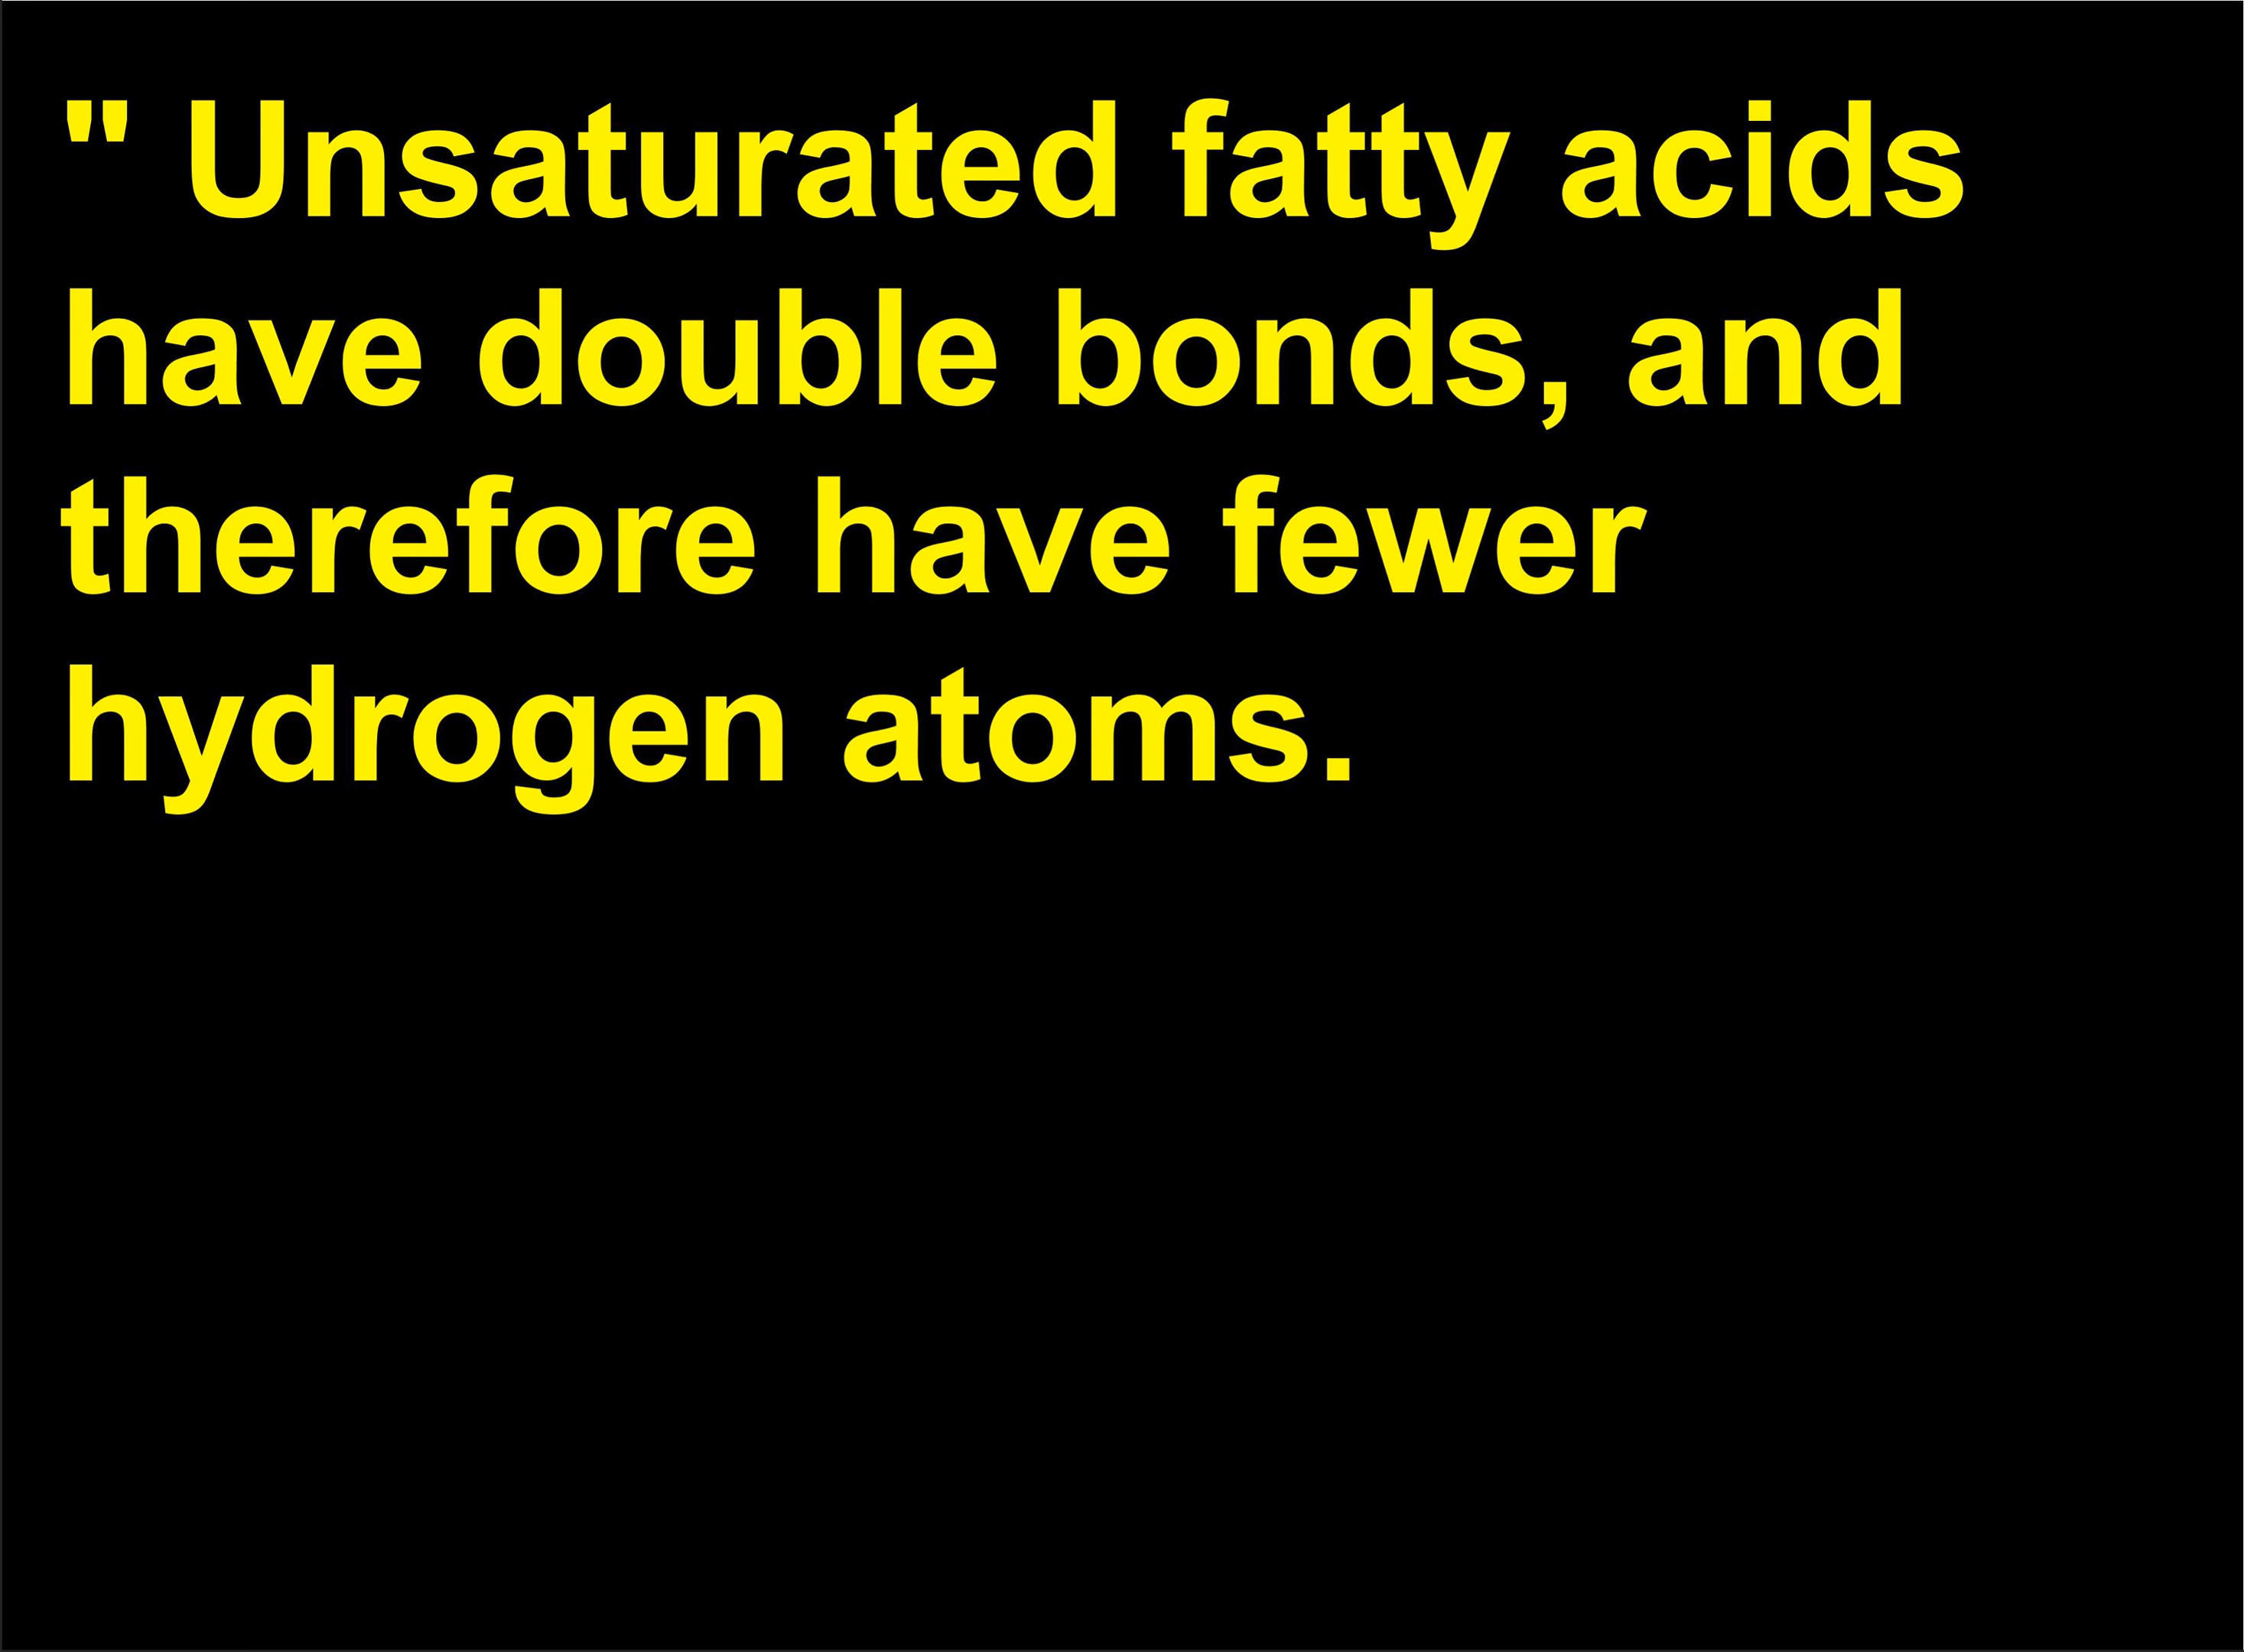 " Unsaturated fatty acids
have double bonds, and
therefore have fewer
hydrogen atoms.